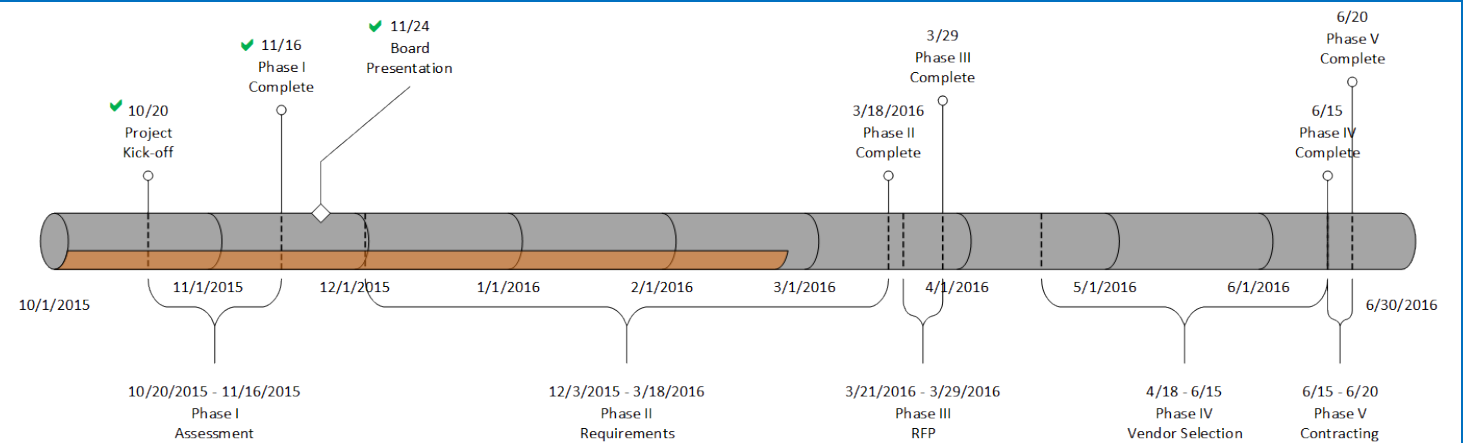 10/20
Project
Kick-off
11/16
Phase I
Complete
11/24
Board
Presentation
3/18/2016
Phase II
Complete
3/29
Phase III
Complete
6/15
Phase IV
Complete
6/20
Phase V
Complete
10/1/2015
11/1/2015
12/1/2015
1/1/2016
2/1/2016
3/1/2016
4/1/2016
5/1/2016
6/1/2016
6/30/2016
10/20/2015 - 11/16/2015
Phase I
Assessment
12/3/2015 - 3/18/2016
Phase II
Requirements
3/21/2016 - 3/29/2016
Phase III
RFP
4/18 - 6/15
Phase IV
Vendor Selection
6/15 - 6/20
Phase V
Contracting